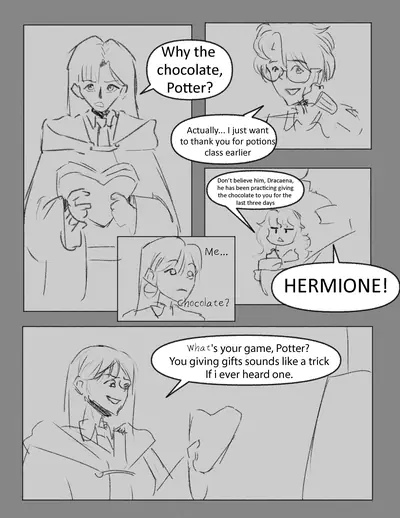 Why the
chocolate,
Potter?
Actually... I just want
to thank you for potions
class earlier
Don't believe him, Dracaena,
he has been practicing giving
the chocolate to you for the
last three days
HERMIONE!
Me...
Chocolate?
What's your game, Potter?
You giving gifts sounds like a trick
If i ever heard one.